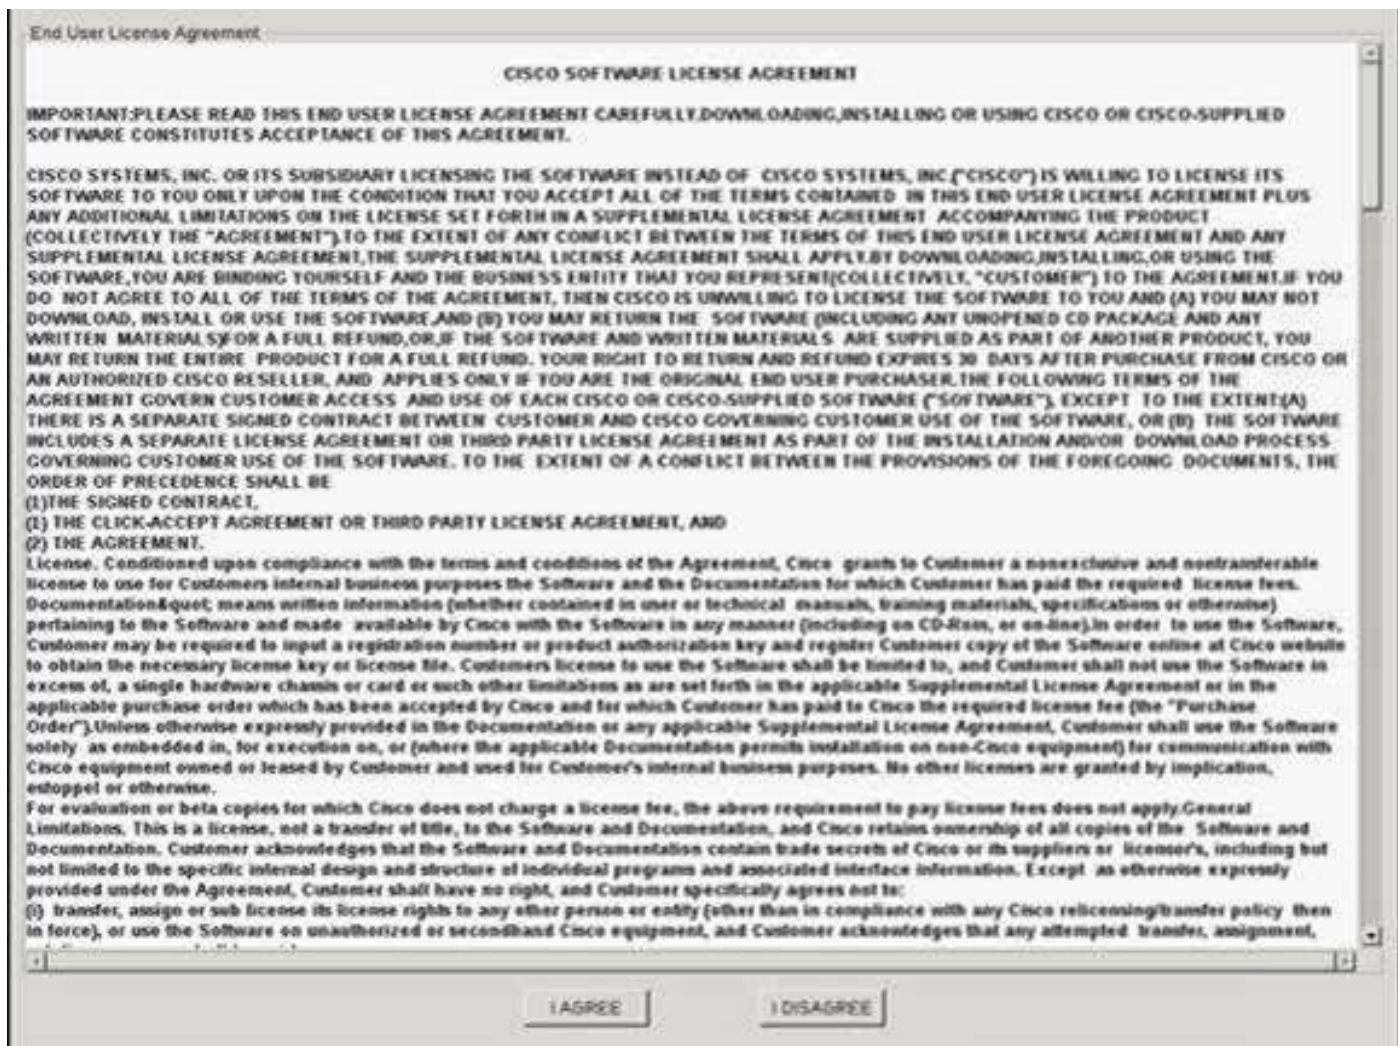 End User License Agreement
CISCO SOFTWARE LICENSE AGREEMENT
IMPORTANT:PLEASE READ THIS END USER LICENSE AGREEMENT CAREFULLY.DOWNLOADING,INSTALLING OR USING CISCO OR CISCO-SUPPLIED
SOFTWARE CONSTITUTES ACCEPTANCE OF THIS AGREEMENT.
CISCO SYSTEMS, INC. OR ITS SUBSIDIARY LICENSING THE SOFTWARE INSTEAD OF CISCO SYSTEMS, INC.("CISCO") IS WILLING TO LICENSE ITS
SOFTWARE TO YOU ONLY UPON THE CONDITION THAT YOU ACCEPT ALL OF THE TERMS CONTAINED IN THIS END USER LICENSE AGREEMENT PLUS
ANY ADDITIONAL LIMITATIONS ON THE LICENSE SET FORTH IN A SUPPLEMENTAL LICENSE AGREEMENT ACCOMPANYING THE PRODUCT
(COLLECTIVELY THE "AGREEMENT").TO THE EXTENT OF ANY CONFLICT BETWEEN THE TERMS OF THIS END USER LICENSE AGREEMENT AND ANY
SUPPLEMENTAL LICENSE AGREEMENT,THE SUPPLEMENTAL LICENSE AGREEMENT SHALL APPLY.BY DOWNLOADING,INSTALLING,OR USING THE
SOFTWARE,YOU ARE BINDING YOURSELF AND THE BUSINESS ENTITY THAT YOU REPRESENT(COLLECTIVELY, "CUSTOMER") TO THE AGREEMENT.IF YOU
DO NOT AGREE TO ALL OF THE TERMS OF THE AGREEMENT, THEN CISCO IS UNWILLING TO LICENSE THE SOFTWARE TO YOU AND (A) YOU MAY NOT
DOWNLOAD, INSTALL OR USE THE SOFTWARE,AND (B) YOU MAY RETURN THE SOFTWARE (INCLUDING ANY UNOPENED CD PACKAGE AND ANY
WRITTEN MATERIALS)FOR A FULL REFUND,OR,IF THE SOFTWARE AND WRITTEN MATERIALS ARE SUPPLIED AS PART OF ANOTHER PRODUCT, YOU
MAY RETURN THE ENTIRE PRODUCT FOR A FULL REFUND. YOUR RIGHT TO RETURN AND REFUND EXPIRES 30 DAYS AFTER PURCHASE FROM CISCO OR
AN AUTHORIZED CISCO RESELLER, AND APPLIES ONLY IF YOU ARE THE ORIGINAL END USER PURCHASER.THE FOLLOWING TERMS OF THE
AGREEMENT GOVERN CUSTOMER ACCESS AND USE OF EACH CISCO OR CISCO-SUPPLIED SOFTWARE ("SOFTWARE"), EXCEPT TO THE EXTENT:(A)
THERE IS A SEPARATE SIGNED CONTRACT BETWEEN CUSTOMER AND CISCO GOVERNING CUSTOMER USE OF THE SOFTWARE, OR (B) THE SOFTWARE
INCLUDES A SEPARATE LICENSE AGREEMENT OR THIRD PARTY LICENSE AGREEMENT AS PART OF THE INSTALLATION AND/OR DOWNLOAD PROCESS
GOVERNING CUSTOMER USE OF THE SOFTWARE. TO THE EXTENT OF A CONFLICT BETWEEN THE PROVISIONS OF THE FOREGOING DOCUMENTS, THE
ORDER OF PRECEDENCE SHALL BE
(1)THE SIGNED CONTRACT,
(1) THE CLICK-ACCEPT AGREEMENT OR THIRD PARTY LICENSE AGREEMENT, AND
(2) THE AGREEMENT.
License. Conditioned upon compliance with the terms and conditions of the Agreement, Cisco grants to Customer a nonexclusive and nontransferable
license to use for Customers internal business purposes the Software and the Documentation for which Customer has paid the required license fees.
Documentation&quot; means written information (whether contained in user or technical manuals, training materials, specifications or otherwise)
pertaining to the Software and made available by Cisco with the Software in any manner (including on CD-Rom, or on-line).In order to use the Software,
Customer may be required to input a registration number or product authorization key and register Customer copy of the Software online at Cisco website
to obtain the necessary license key or license file. Customers license to use the Software shall be limited to, and Customer shall not use the Software in
excess of, a single hardware chassis or card or such other limitations as are set forth in the applicable Supplemental License Agreement or in the
applicable purchase order which has been accepted by Cisco and for which Customer has paid to Cisco the required license fee (the "Purchase
Order").Unless otherwise expressly provided in the Documentation or any applicable Supplemental License Agreement, Customer shall use the Software
solely as embedded in, for execution on, or (where the applicable Documentation permits installation on non-Cisco equipment) for communication with
Cisco equipment owned or leased by Customer and used for Customer's internal business purposes. No other licenses are granted by implication,
estoppel or otherwise.
For evaluation or beta copies for which Cisco does not charge a license fee, the above requirement to pay license fees does not apply.General
Limitations. This is a license, not a transfer of title, to the Software and Documentation, and Cisco retains ownership of all copies of the Software and
Documentation. Customer acknowledges that the Software and Documentation contain trade secrets of Cisco or its suppliers or licensor's, including but
not limited to the specific internal design and structure of individual programs and associated interface information. Except as otherwise expressly
provided under the Agreement, Customer shall have no right, and Customer specifically agrees not to:
(i) transfer, assign or sub license its license rights to any other person or entity (other than in compliance with any Cisco relicensing/transfer policy then
in force), or use the Software on unauthorized or secondhand Cisco equipment, and Customer acknowledges that any attempted transfer, assignment,
I AGREE
I DISAGREE